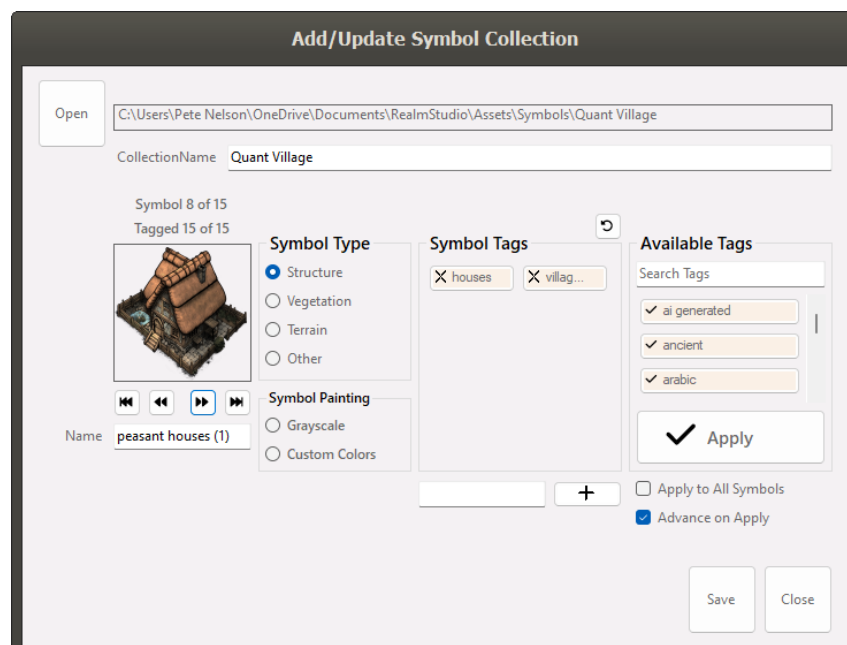 Add/Update Symbol Collection
Open
C:\Users\Pete Nelson\OneDrive\Documents\RealmStudio\Assets\Symbols\Quant Village
CollectionName Quant Village
Symbol 8 of 15
Tagged 15 of 15
Symbol Type
Structure
Vegetation
Terrain
Other
Symbol Painting
Grayscale
Custom Colors
Name peasant houses (1)
Symbol Tags
houses villag...
Available Tags
Search Tags
ai generated
ancient
arabic
Apply
Apply to All Symbols
Advance on Apply
Save Close